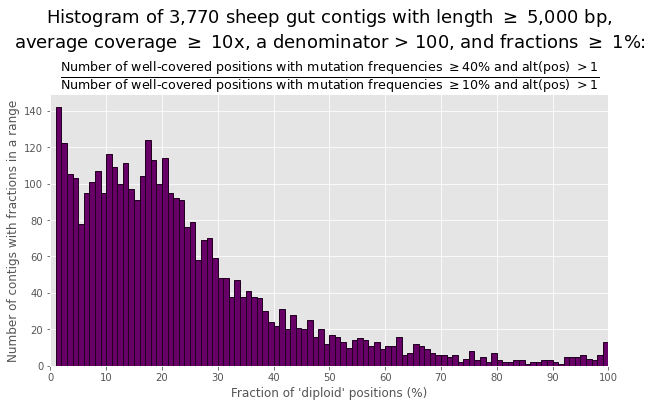 Histogram of 3,770 sheep gut contigs with length ≥ 5,000 bp,
average coverage ≥ 10x, a denominator > 100, and fractions ≥ 1%:
Number of well-covered positions with mutation frequencies ≥40% and alt(pos) >1
Number of well-covered positions with mutation frequencies ≥10% and alt(pos) >1
Number of contigs with fractions in a range
140
120
100
80
60
40
20
0
0 10 20 30 40 50 60 70 80 90 100
Fraction of 'diploid' positions (%)